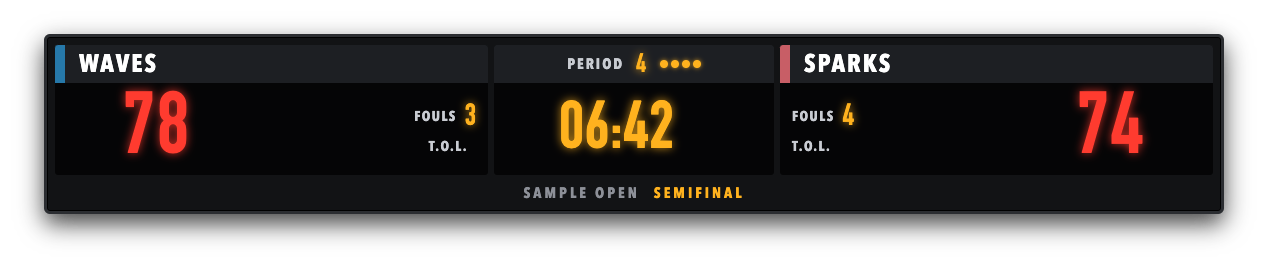 WAVES
78
FOULS 3
T.O.L.
PERIOD 4
06:42
SPARKS
FOULS 4
T.O.L.
74
SAMPLE OPEN SEMIFINAL